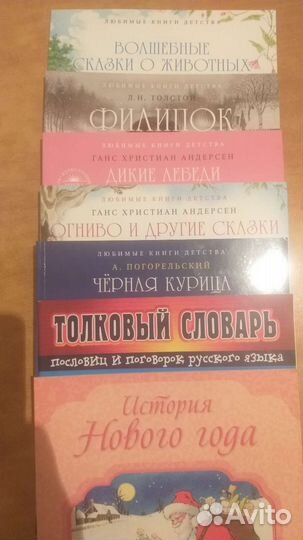 ЛЮБИМЫЕ КНИГИ ДЕТСТВА
ВОЛШЕБНЫЕ
СКАЗКИ О ЖИВОТНЫХ
ЛЮБИМЫЕ КНИГИ ДЕТСТВА
Л.Н. ТОЛСТОЙ
ФИЛИПОК
ЛЮБИМЫЕ КНИГИ ДЕТСТВА
ГАНС ХРИСТИАН АНДЕРСЕН
ДИКИЕ ЛЕБЕДИ
ЛЮБИМЫЕ КНИГИ ДЕТСТВА
ГАНС ХРИСТИАН АНДЕРСЕН
ОГНИВО И ДРУГИЕ СКАЗКИ
ЛЮБИМЫЕ КНИГИ ДЕТСТВА
А. ПОГОРЕЛЬСКИЙ
ЧЁРНАЯ КУРИЦА
ТОЛКОВЫЙ СЛОВАРЬ
ПОСЛОВИЦ И ПОГОВОРОК РУССКОГО ЯЗЫКА
История
Нового года
Avito